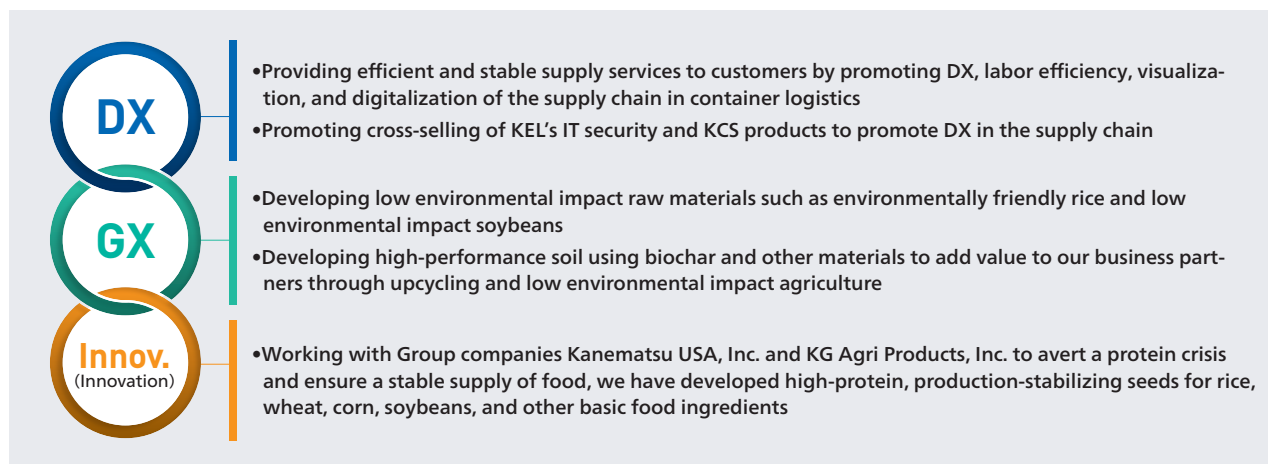 DX
•Providing efficient and stable supply services to customers by promoting DX, labor efficiency, visualiza-
tion, and digitalization of the supply chain in container logistics
•Promoting cross-selling of KEL’s IT security and KCS products to promote DX in the supply chain
GX
•Developing low environmental impact raw materials such as environmentally friendly rice and low
environmental impact soybeans
•Developing high-performance soil using biochar and other materials to add value to our business part-
ners through upcycling and low environmental impact agriculture
Innov.
(Innovation)
•Working with Group companies Kanematsu USA, Inc. and KG Agri Products, Inc. to avert a protein crisis
and ensure a stable supply of food, we have developed high-protein, production-stabilizing seeds for rice,
wheat, corn, soybeans, and other basic food ingredients